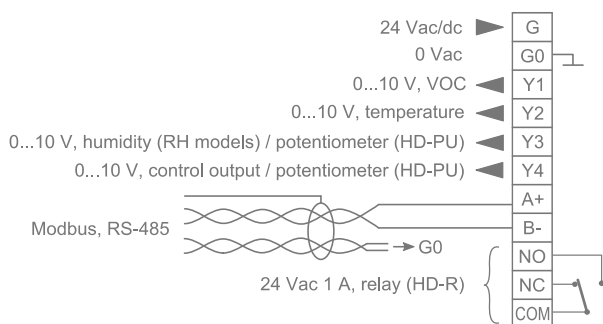 24 Vac/dc G
0 Vac G0
0...10 V, VOC Y1
0...10 V, temperature Y2
0...10 V, humidity (RH models) / potentiometer (HD-PU) Y3
0...10 V, control output / potentiometer (HD-PU) Y4
A+
Modbus, RS-485 B-
G0
NO
24 Vac 1 A, relay (HD-R) NC
COM